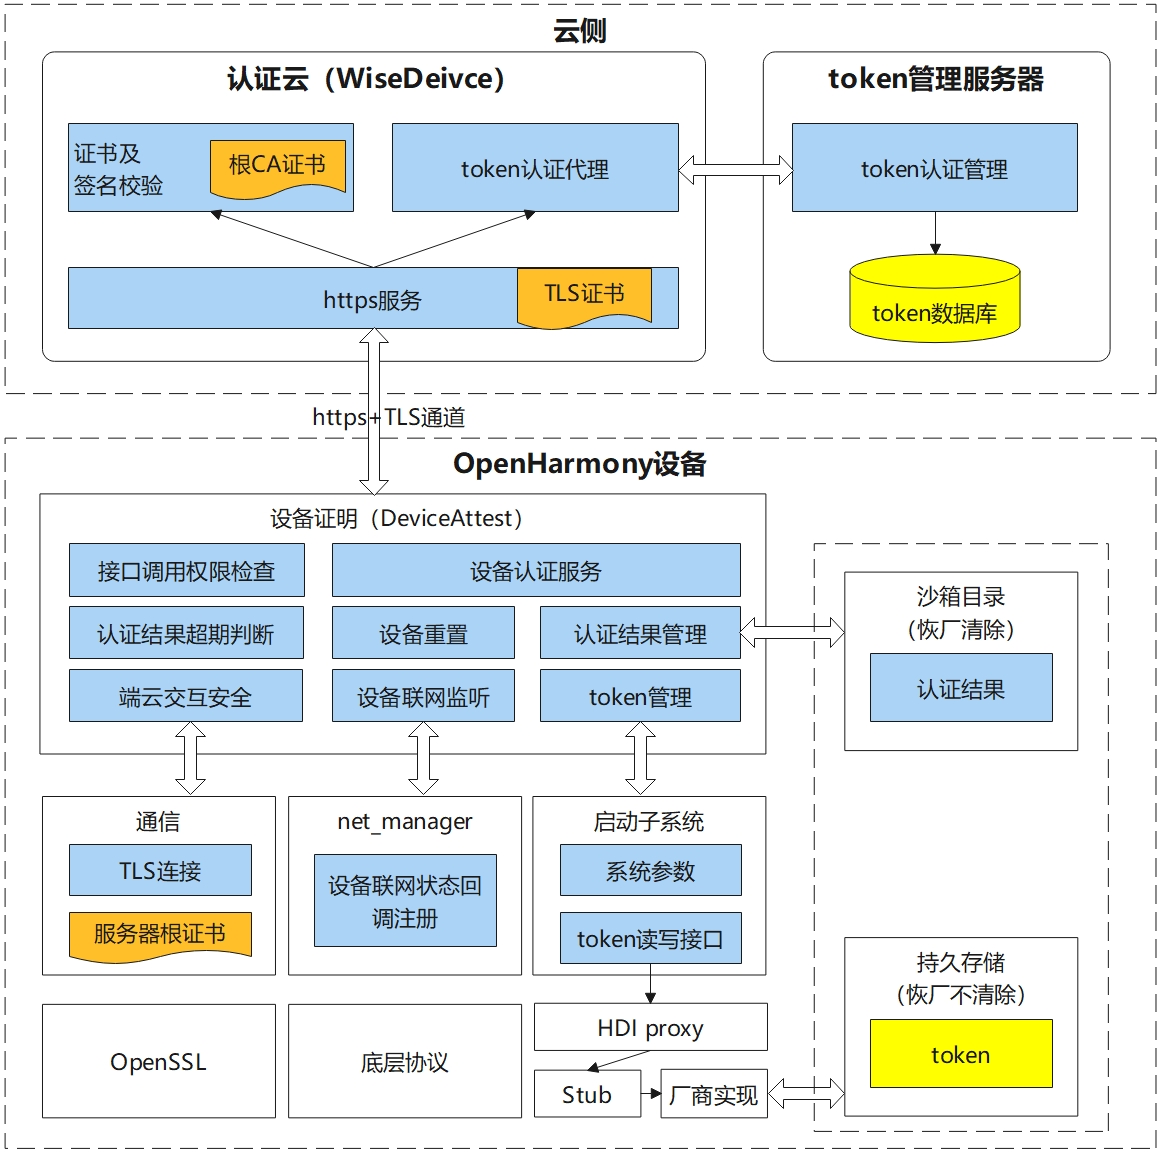 云侧
认证云（WiseDeivce）
token管理服务器
证书及
签名校验
根CA证书
token认证代理
token认证管理
https服务
TLS证书
token数据库
https+TLS通道
OpenHarmony设备
设备证明（DeviceAttest）
接口调用权限检查
设备认证服务
认证结果超期判断
设备重置
认证结果管理
端云交互安全
设备联网监听
token管理
沙箱目录
（恢厂清除）
认证结果
通信
TLS连接
服务器根证书
net_manager
设备联网状态回
调注册
启动子系统
系统参数
token读写接口
持久存储
（恢厂不清除）
token
OpenSSL
底层协议
HDI proxy
Stub
厂商实现